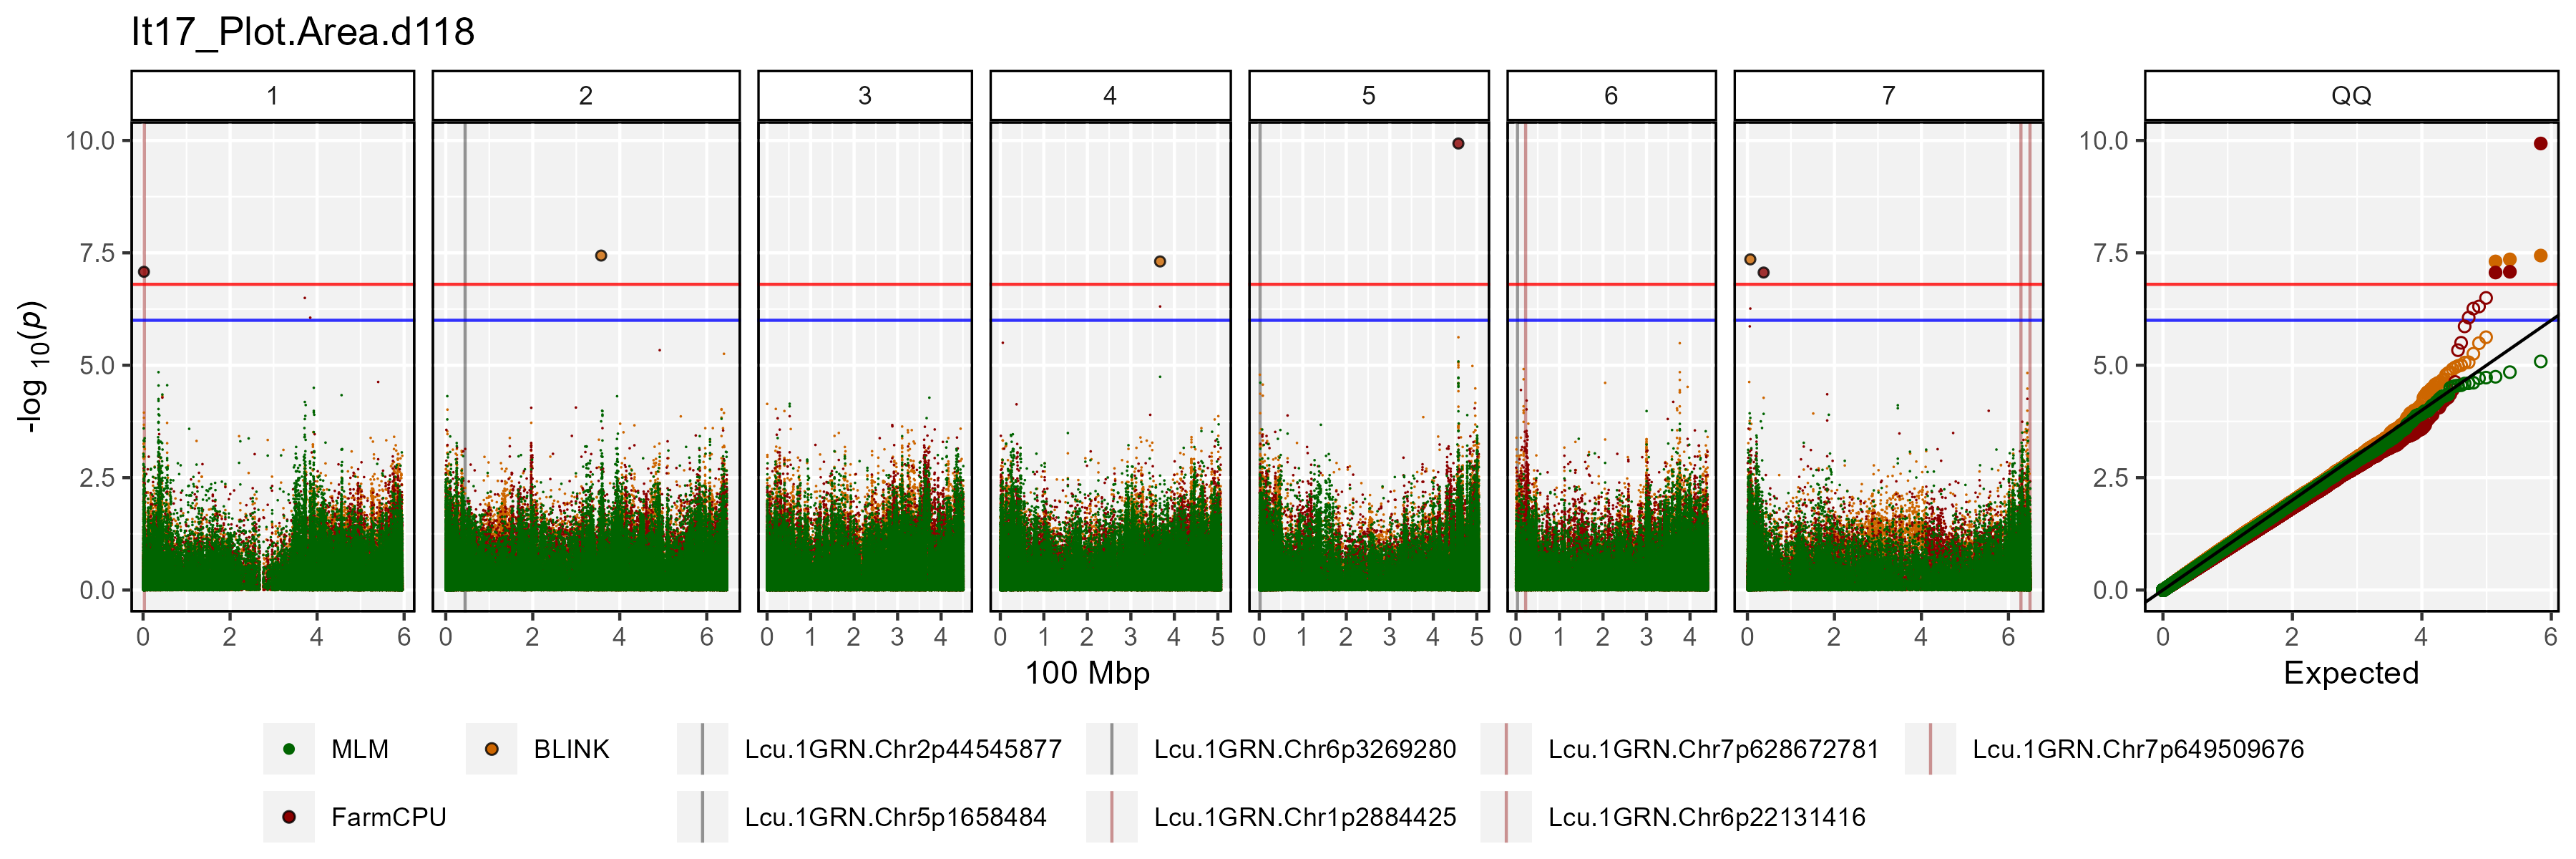 It17_Plot.Area.d118
1 2 3 4 5 6 7 QQ
10.0 10.0
7.5 7.5
5.0 5.0
2.5 2.5
0.0 0.0
-log 10(p)
0 2 4 6 0 2 4 6 0 1 2 3 4 0 1 2 3 4 5 0 1 2 3 4 5 0 1 2 3 4 0 2 4 6 0 2 4 6
100 Mbp Expected
MLM BLINK Lcu.1GRN.Chr2p44545877 Lcu.1GRN.Chr6p3269280 Lcu.1GRN.Chr7p628672781 Lcu.1GRN.Chr7p649509676
FarmCPU Lcu.1GRN.Chr5p1658484 Lcu.1GRN.Chr1p2884425 Lcu.1GRN.Chr6p22131416